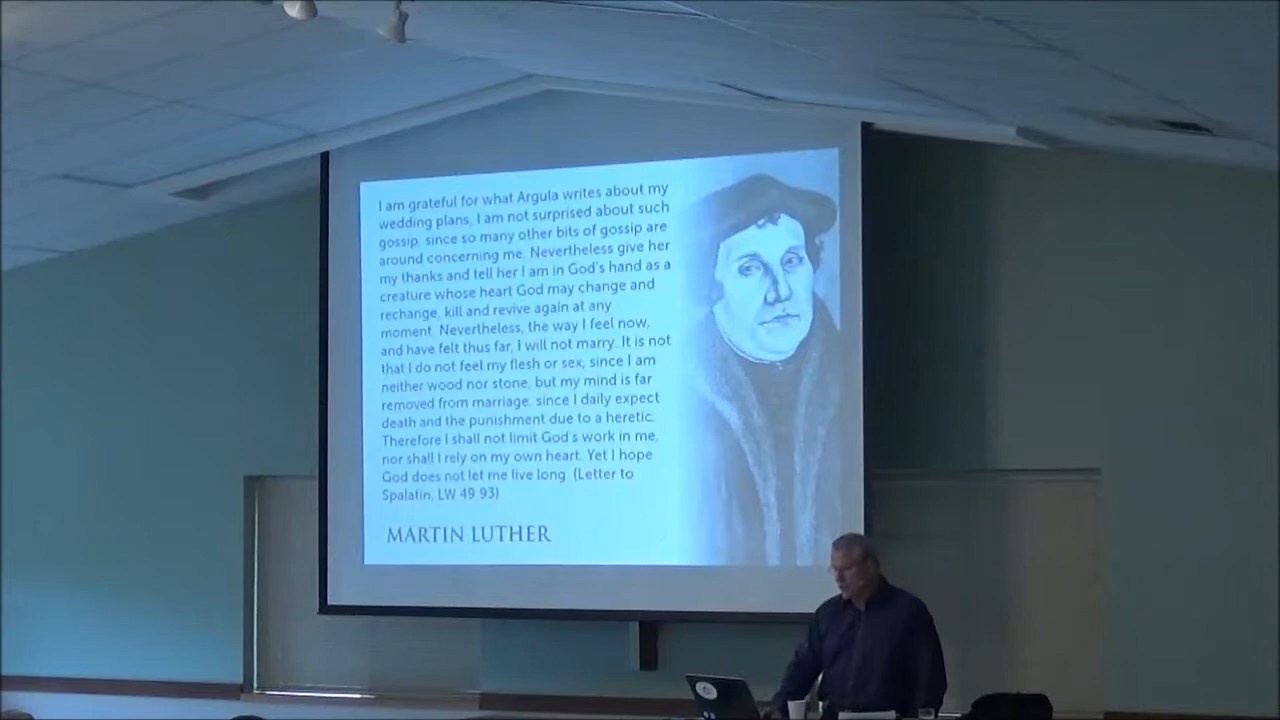 I am grateful for what Argula writes about my
wedding plans, I am not surprised about such
gossip, since so many other bits of gossip are
around concerning me. Nevertheless give her
my thanks and tell her I am in God's hand as a
creature whose heart God may change and
rechange, kill and revive again at any
moment. Nevertheless, the way I feel now,
and have felt thus far, I will not marry. It is not
that I do not feel my flesh or sex, since I am
neither wood nor stone, but my mind is far
removed from marriage, since I daily expect
death and the punishment due to a heretic.
Therefore I shall not limit God's work in me,
nor shall I rely on my own heart. Yet I hope
God does not let me live long. (Letter to
Spalatin, LW 49 93)
MARTIN LUTHER